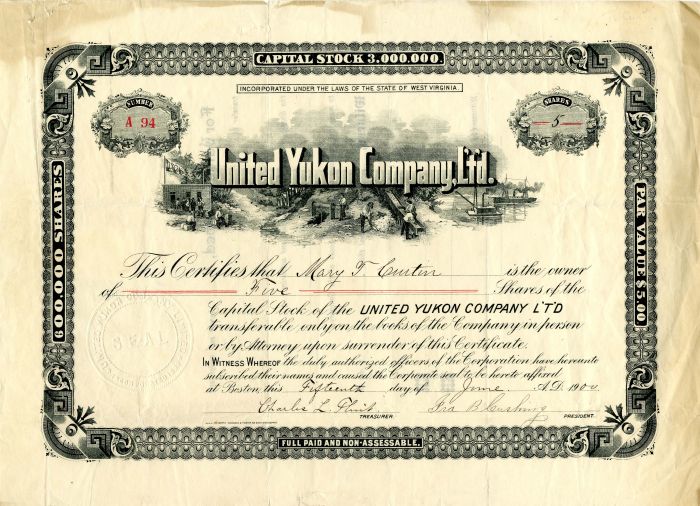 CAPITAL STOCK 3.000.000.
INCORPORATED UNDER THE LAWS OF THE STATE OF WEST VIRGINIA.
NUMBER
A 94
SHARES
5
United Yukon Company, L't'd.
600.000 SHARES
PAR VALUE $5.00
This Certifies that Mary T. Curtin is the owner
of Five Shares of the
Capital Stock of the UNITED YUKON COMPANY L'T'D
transferable only on the books of the Company in person
or by Attorney upon surrender of this Certificate.
In Witness Whereof the duly authorized officers of the Corporation have hereunto
subscribed their names and caused the Corporate seal to be hereto affixed
at Boston, this Fifteenth day of June A.D. 1900
Charles L. Flint TREASURER. Ira B. Cushing PRESIDENT.
SEAL
FULL PAID AND NON-ASSESSABLE.